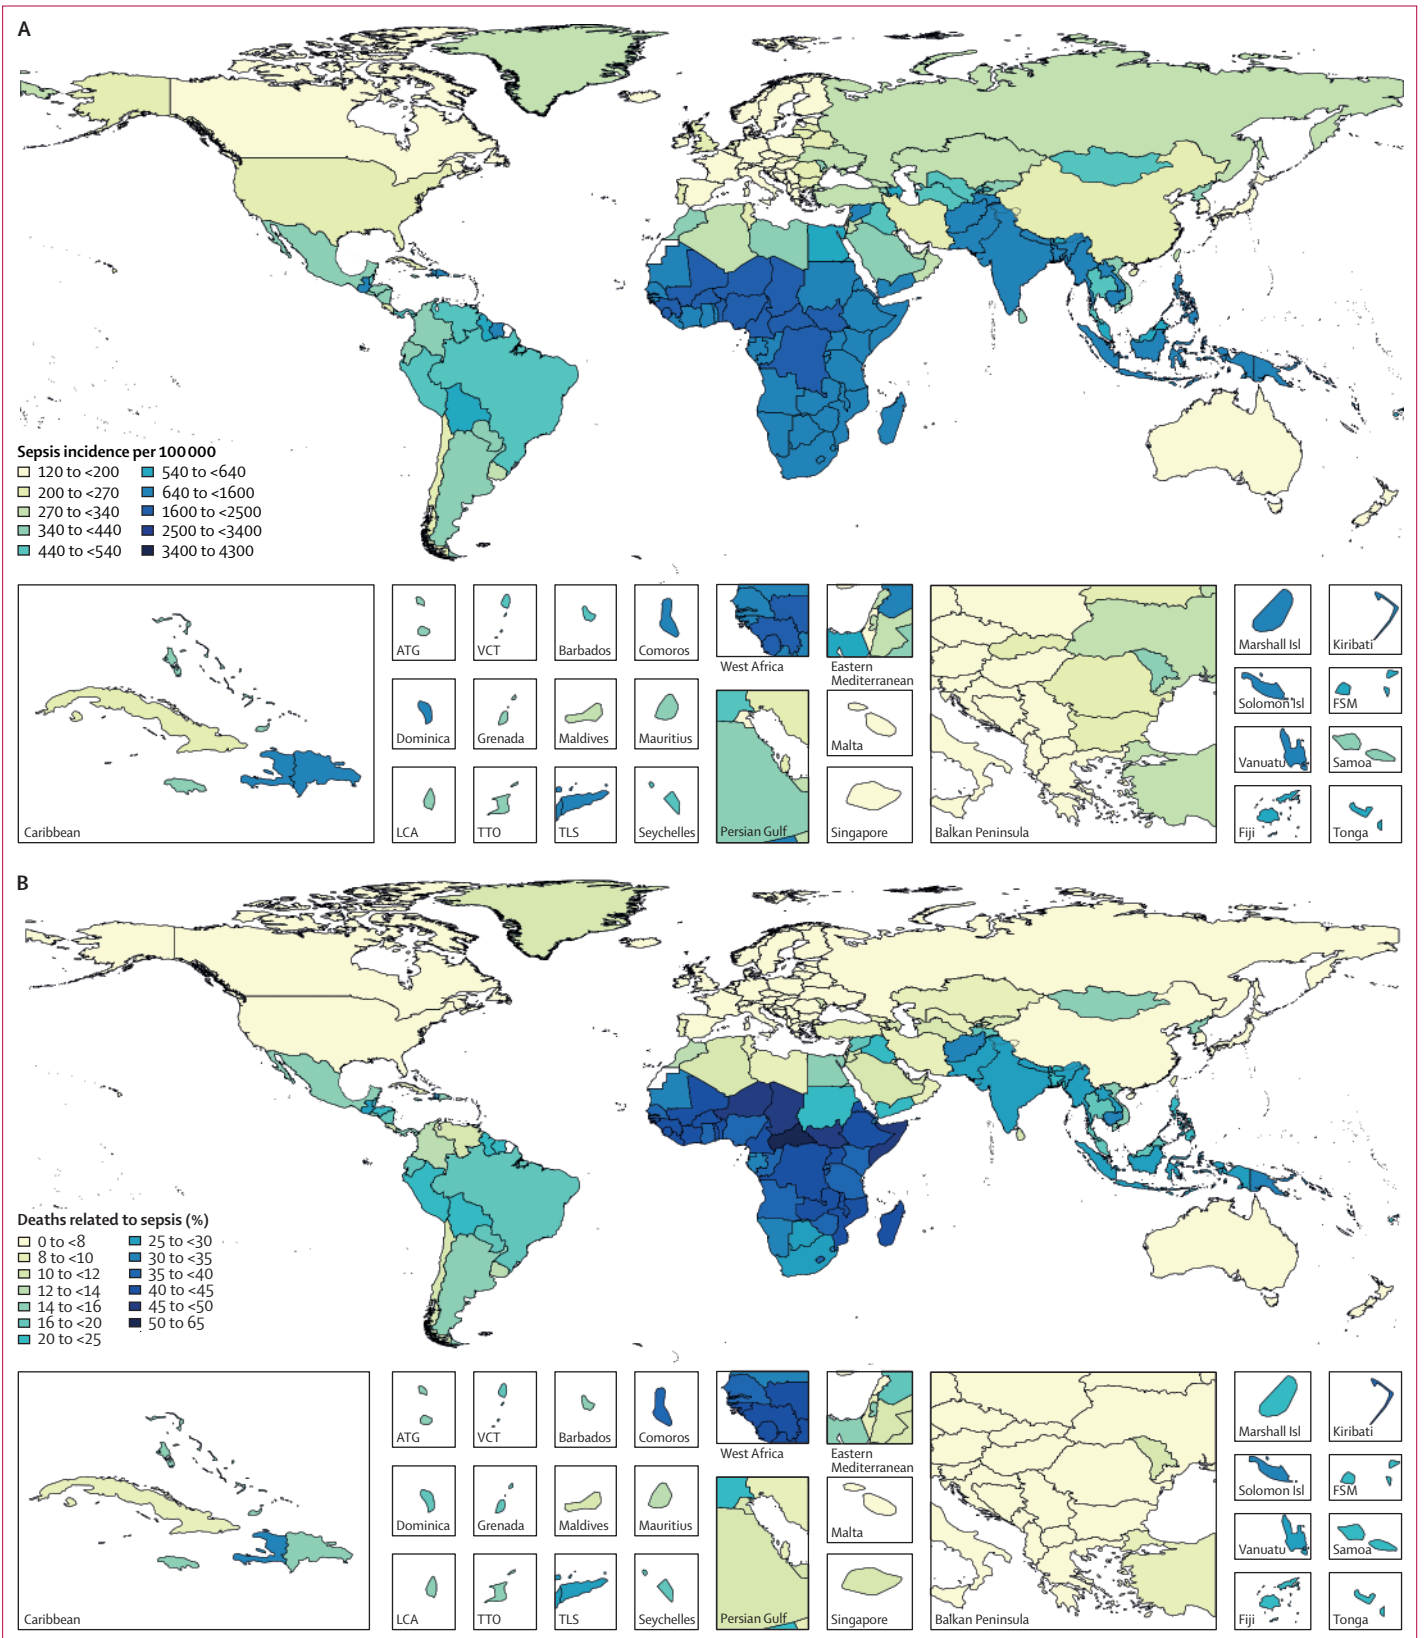 A
Sepsis incidence per 100 000
120 to <200
200 to <270
270 to <340
340 to <440
440 to <540
540 to <640
640 to <1600
1600 to <2500
2500 to <3400
3400 to 4300
Caribbean
ATG
VCT
Barbados
Comoros
Dominica
Grenada
Maldives
Mauritius
LCA
TTO
TLS
Seychelles
West Africa
Eastern
Mediterranean
Persian Gulf
Malta
Singapore
Balkan Peninsula
Marshall Isl
Kiribati
Solomon Isl
FSM
Vanuatu
Samoa
Fiji
Tonga
B
Deaths related to sepsis (%)
0 to <8
8 to <10
10 to <12
12 to <14
14 to <16
16 to <20
20 to <25
25 to <30
30 to <35
35 to <40
40 to <45
45 to <50
50 to 65
Caribbean
ATG
VCT
Barbados
Comoros
Dominica
Grenada
Maldives
Mauritius
LCA
TTO
TLS
Seychelles
West Africa
Eastern
Mediterranean
Persian Gulf
Malta
Singapore
Balkan Peninsula
Marshall Isl
Kiribati
Solomon Isl
FSM
Vanuatu
Samoa
Fiji
Tonga